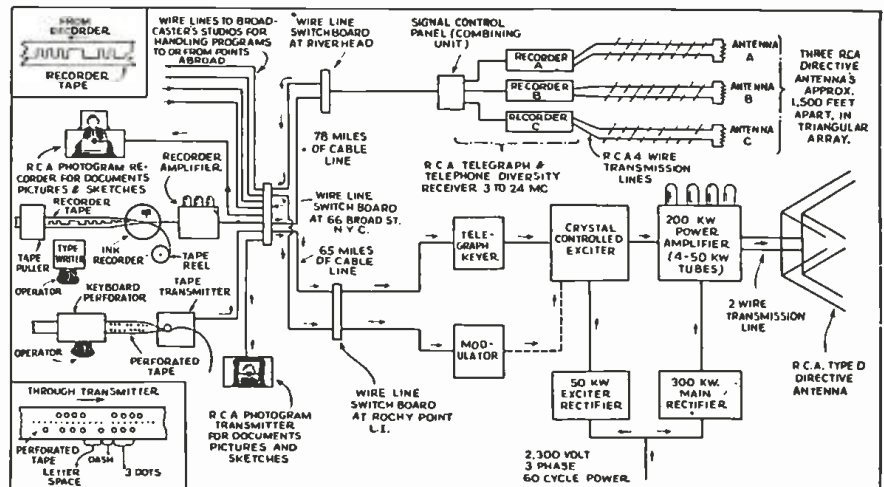 FROM
RECORDER
RECORDER
TAPE
WIRE LINES TO BROAD-
CASTER'S STUDIOS FOR
HANDLING PROGRAMS
TO OR FROM POINTS
ABROAD
WIRE LINE
SWITCHBOARD
AT RIVERHEAD
SIGNAL CONTROL
PANEL (COMBINING
UNIT)
RECORDER
A
RECORDER
B
RECORDER
C
ANTENNA
A
ANTENNA
B
ANTENNA
C
THREE RCA
DIRECTIVE
ANTENNA'S
APPROX.
1,500 FEET
APART, IN
TRIANGULAR
ARRAY.
R.C.A. TELEGRAPH &
TELEPHONE DIVERSITY
RECEIVER 3 TO 24 MC
R.C.A 4 WIRE
TRANSMISSION
LINES
78 MILES
OF CABLE
LINE
R C A PHOTOGRAM RE-
CORDER FOR DOCUMENTS
PICTURES & SKETCHES
RECORDER
AMPLIFIER
RECORDER
TAPE
TAPE
PULLER
TYPE
WRITER
INK
RECORDER
TAPE
REEL
OPERATOR
WIRE LINE
SWITCH BOARD
AT 66 BROAD ST.
N.Y.C.
65 MILES
OF CABLE
LINE
KEYBOARD
PERFORATOR
TAPE
TRANSMITTER
OPERATOR
PERFORATED
TAPE
TELE-
GRAPH
KEYER
CRYSTAL
CONTROLLED
EXCITER
200 KW
POWER
AMPLIFIER
(4-50 KW
TUBES)
2 WIRE
TRANSMISSION
LINE
MOD-
ULATOR
R.C.A. TYPE D
DIRECTIVE
ANTENNA
50 KW
EXCITER
RECTIFIER
300 KW.
MAIN
RECTIFIER
2,300 VOLT
3 PHASE
60 CYCLE POWER.
WIRE LINE
SWITCH BOARD
AT ROCHY POINT
L.I.
R C A PHOTOGRAM
TRANSMITTER
FOR DOCUMENTS
PICTURES AND
SKETCHES
THROUGH TRANSMITTER
PERFORATED
TAPE
LETTER
SPACE
DASH
3 DOTS